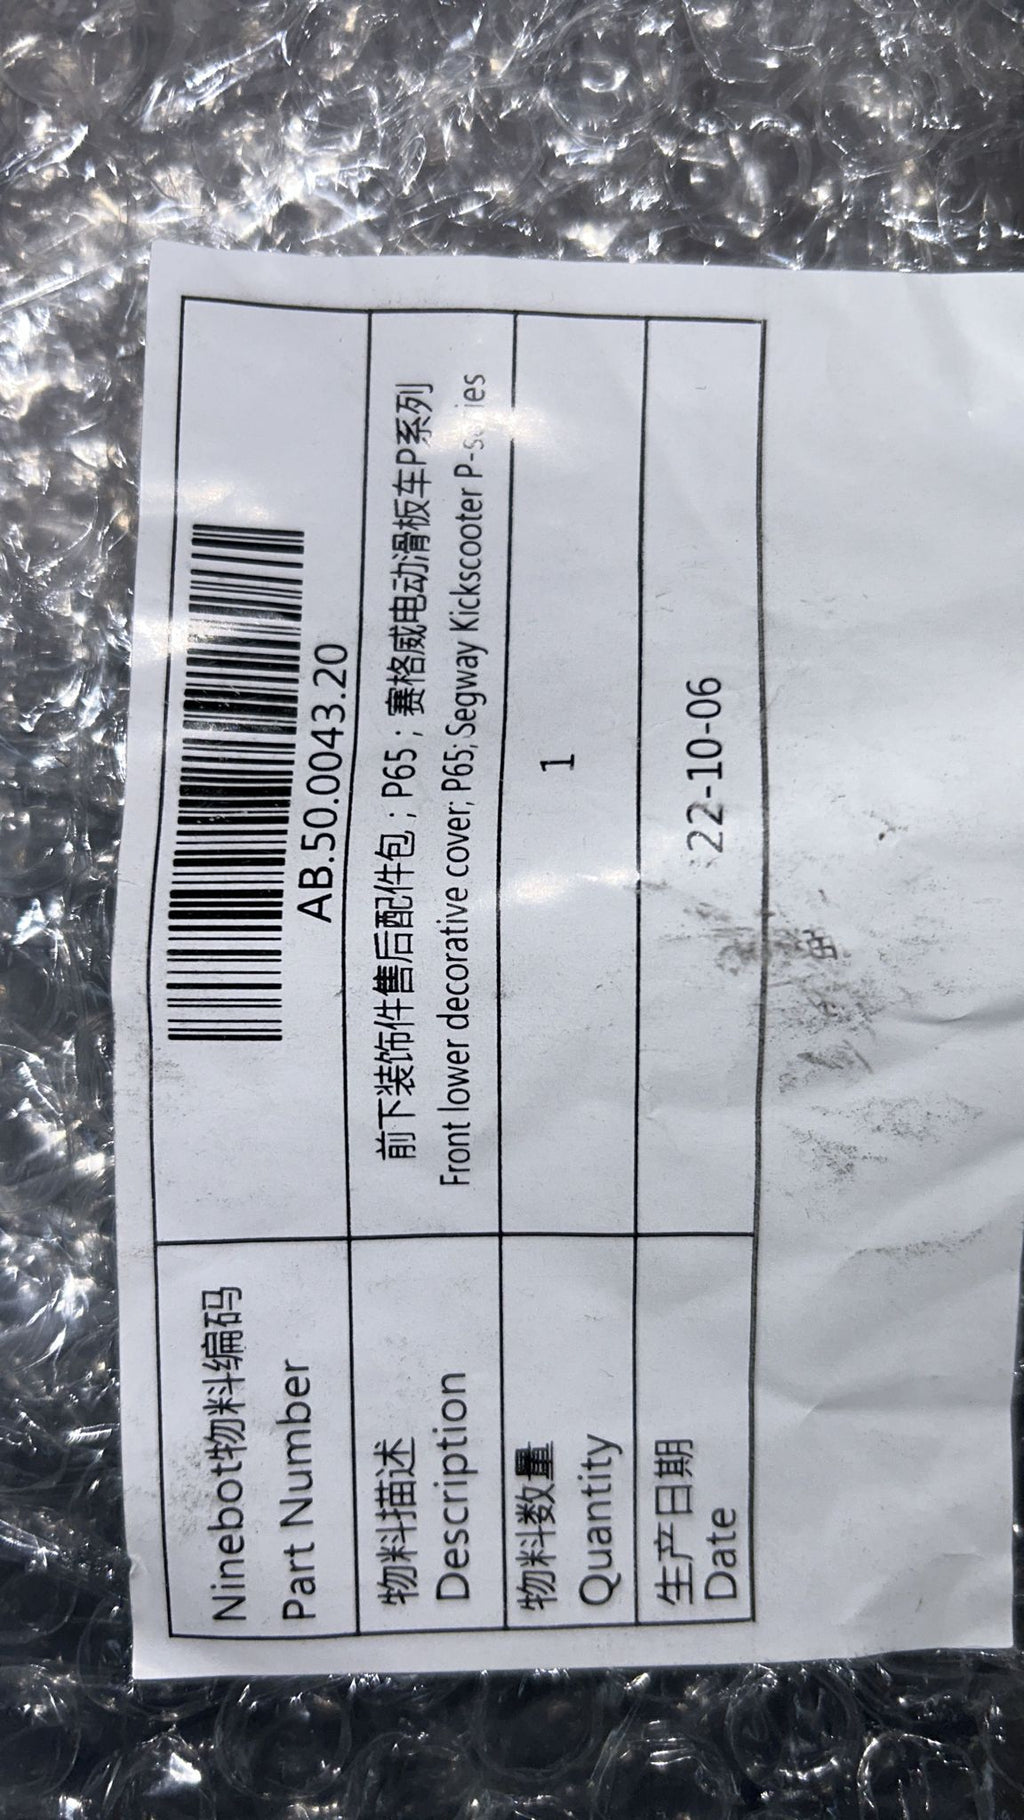 Ninebot物料编码
Part Number
AB.50.0043.20
物料描述
Description
前下装饰件售后配件包；P65；赛格威电动滑板车P系列
Front lower decorative cover; P65; Segway Kickscooter P-series
物料数量
Quantity
1
生产日期
Date
22-10-06